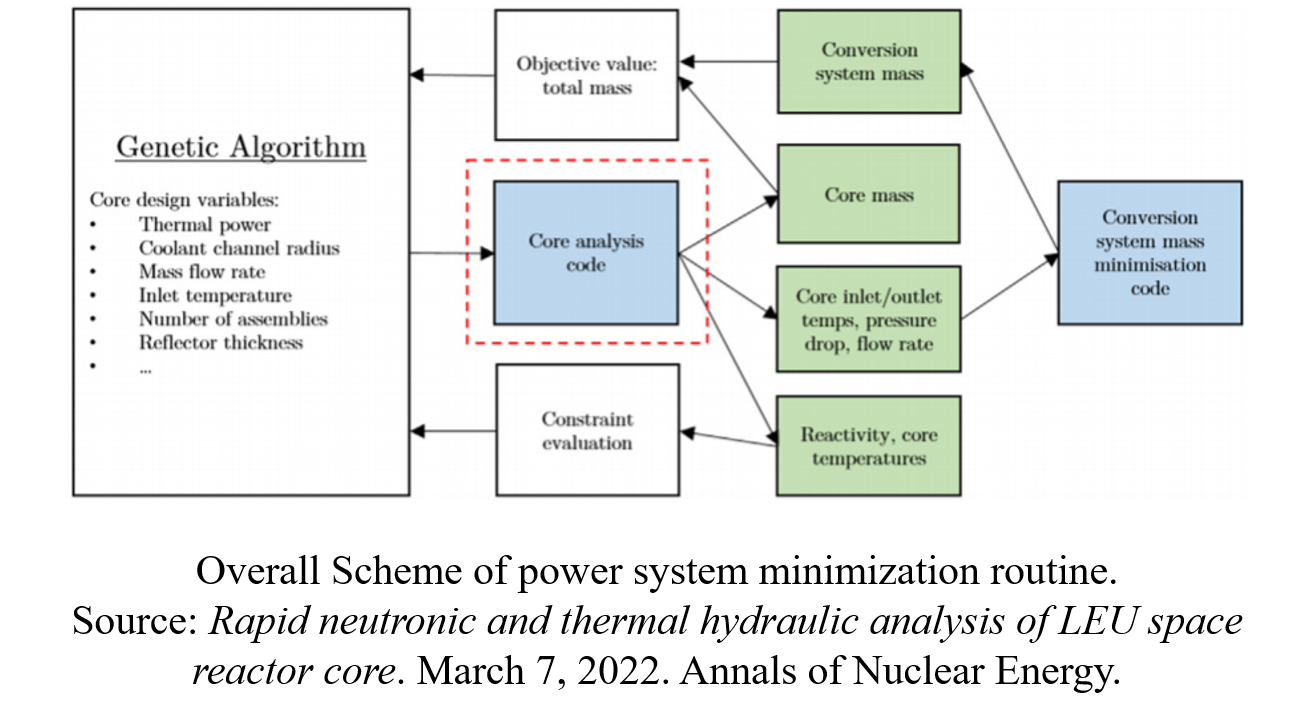 Genetic Algorithm
Core design variables:
• Thermal power
• Coolant channel radius
• Mass flow rate
• Inlet temperature
• Number of assemblies
• Reflector thickness
• ...
Objective value:
total mass
Core analysis
code
Constraint
evaluation
Conversion
system mass
Core mass
Core inlet/outlet
temps, pressure
drop, flow rate
Reactivity, core
temperatures
Conversion
system mass
minimisation
code
Overall Scheme of power system minimization routine.
Source: Rapid neutronic and thermal hydraulic analysis of LEU space
reactor core. March 7, 2022. Annals of Nuclear Energy.